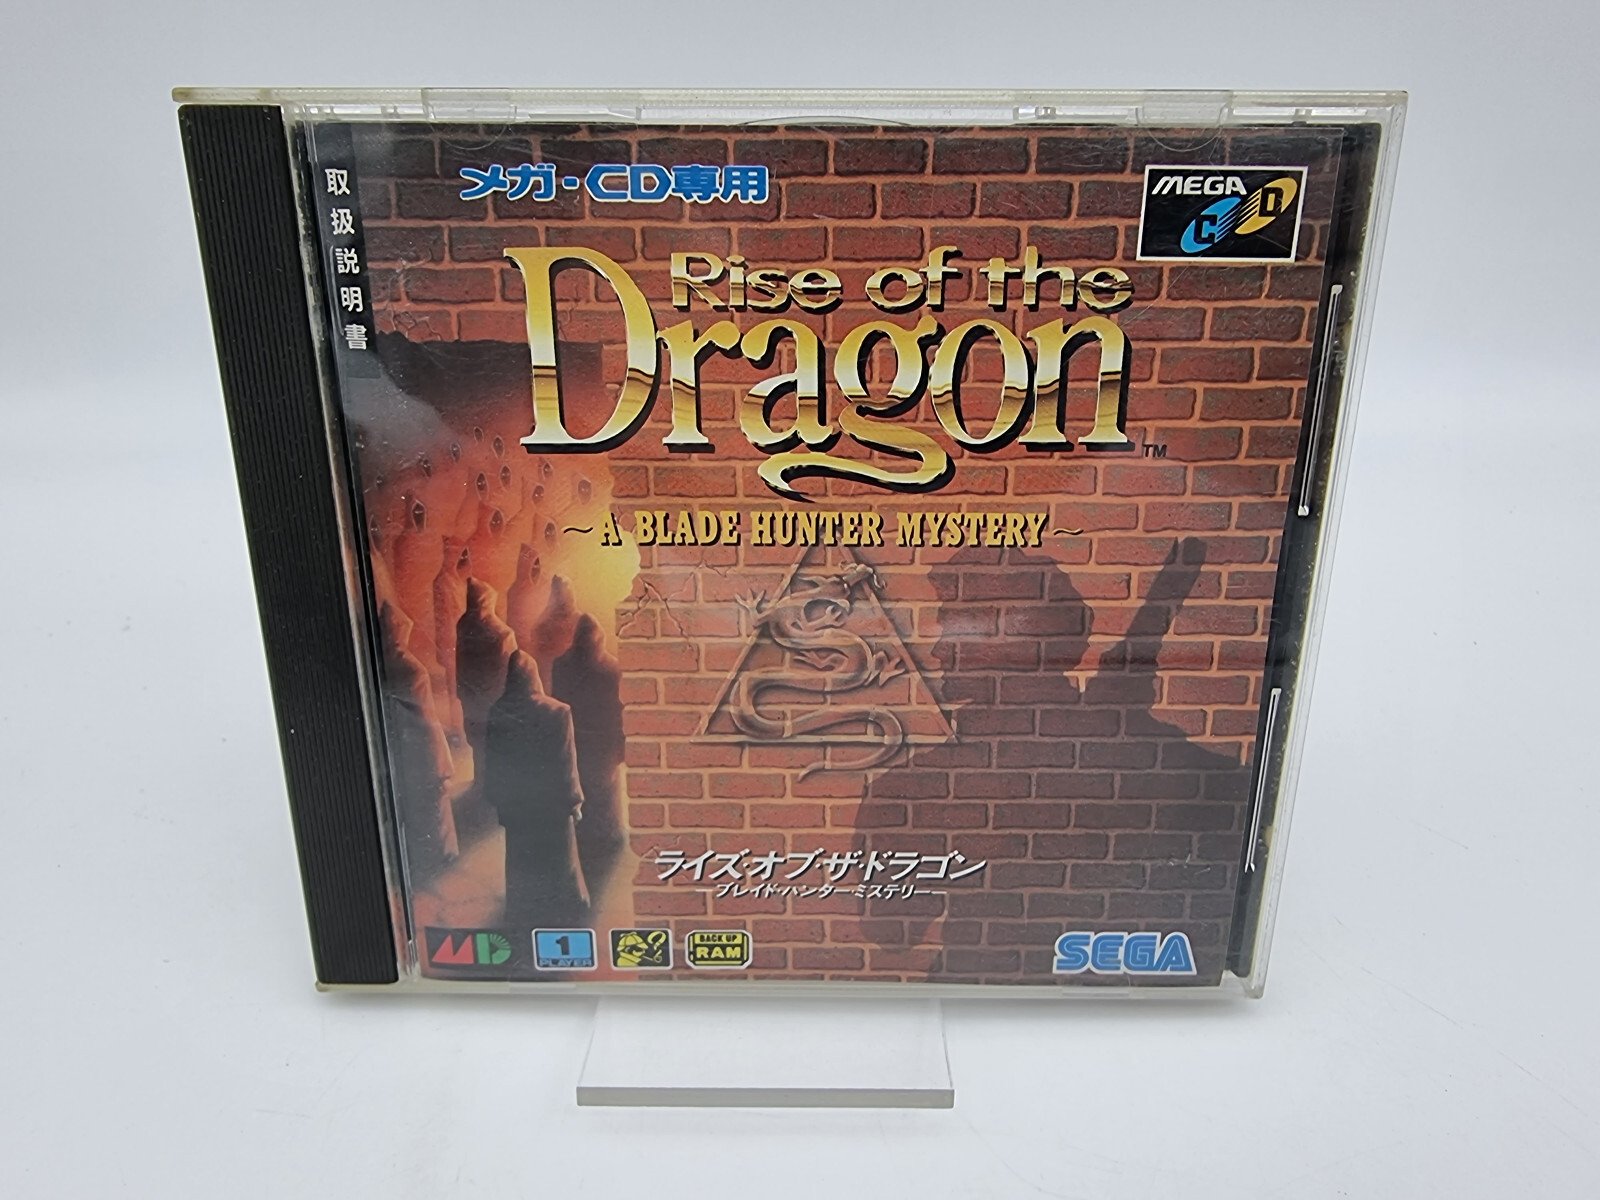 取扱説明書
メガ・CD専用
MEGA CD
Rise of the
Dragon
TM
~A BLADE HUNTER MYSTERY~
ライズ・オブ・ザ・ドラゴン
—ブレイド・ハンター・ミステリー—
MD
1
PLAYER
?
BACK UP
RAM
SEGA